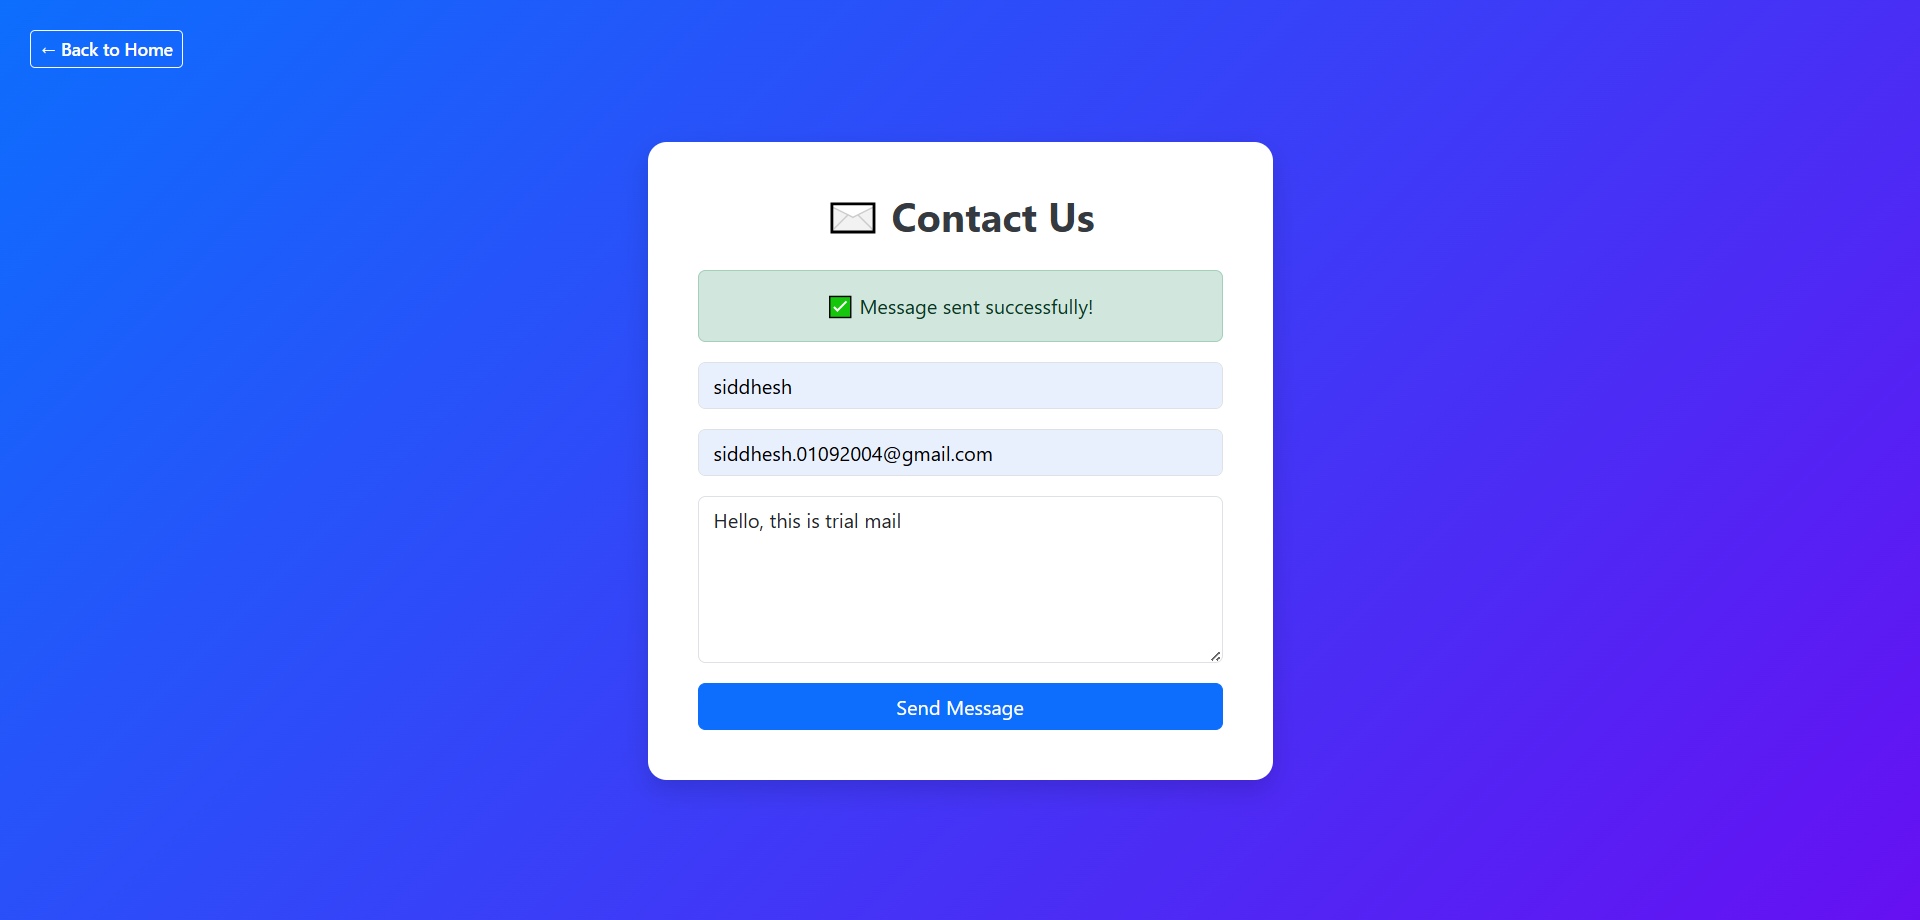 ← Back to Home
✉️ Contact Us
✅ Message sent successfully!
siddhesh
siddhesh.01092004@gmail.com
Hello, this is trial mail
Send Message